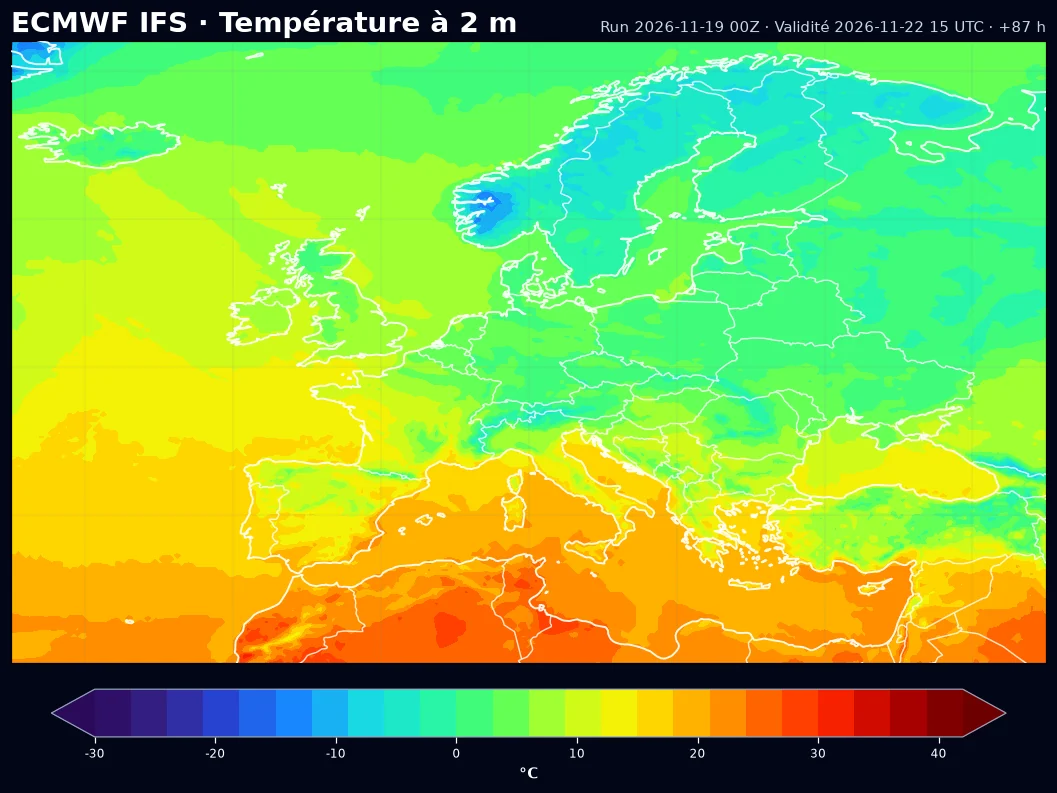 ECMWF IFS · Température à 2 m
Run 2026-11-19 00Z · Validité 2026-11-22 15 UTC · +87 h
-30 -20 -10 0 10 20 30 40
°C